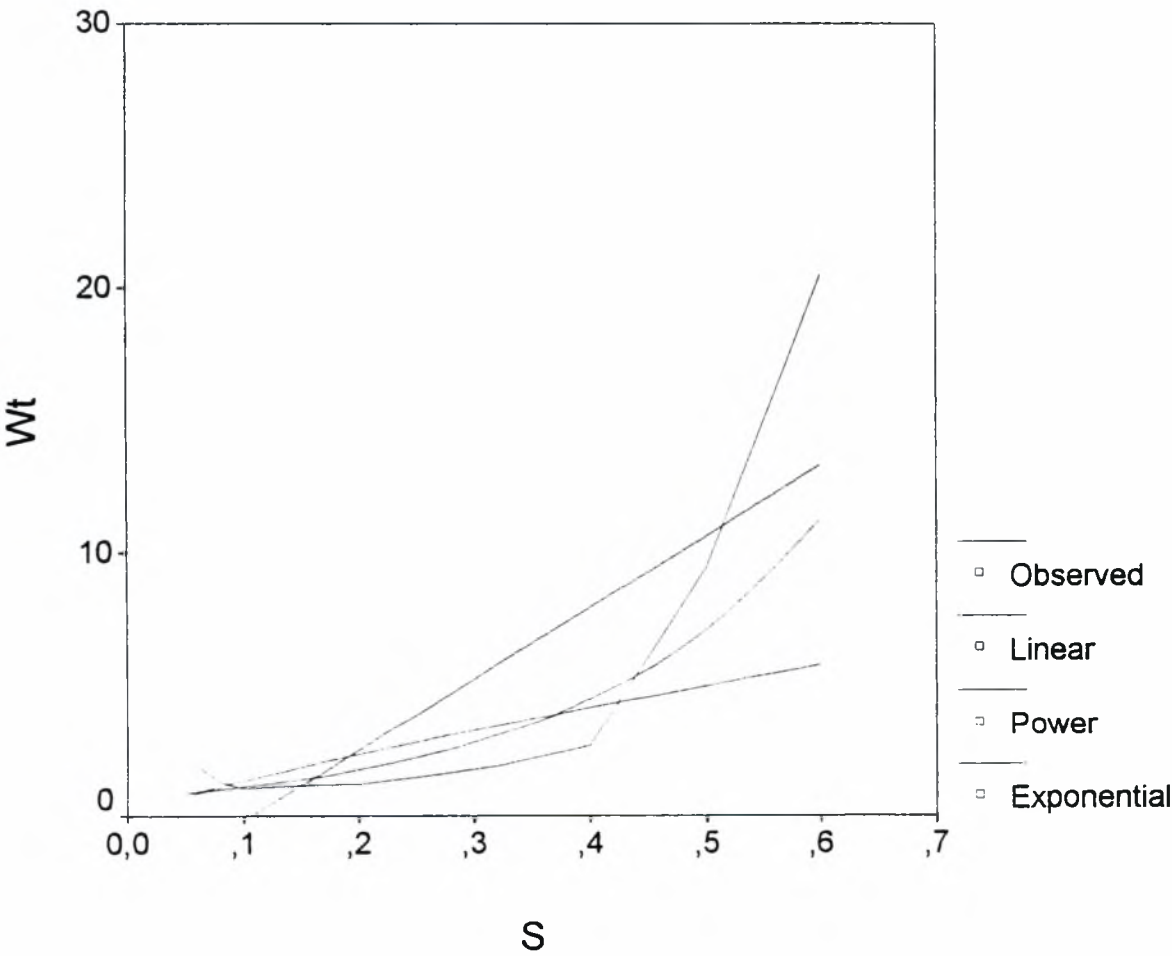 30
20
10
0
Wt
0,0 ,1 ,2 ,3 ,4 ,5 ,6 ,7
S
Observed
Linear
Power
Exponential